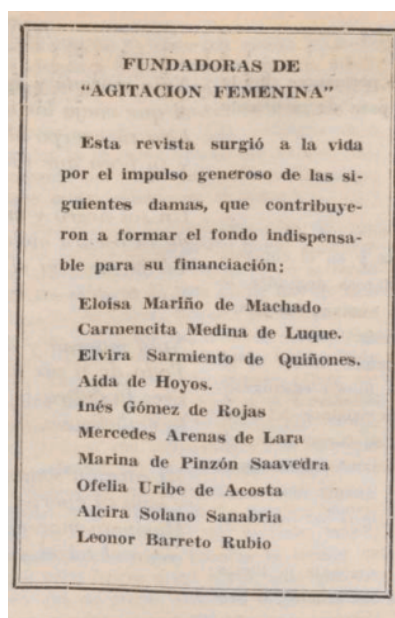 FUNDADORAS DE
"AGITACION FEMENINA"
Esta revista surgió a la vida
por el impulso generoso de las si-
guientes damas, que contribuye-
ron a formar el fondo indispensa-
ble para su financiación:
Eloisa Mariño de Machado
Carmencita Medina de Luque.
Elvira Sarmiento de Quiñones.
Aída de Hoyos.
Inés Gómez de Rojas
Mercedes Arenas de Lara
Marina de Pinzón Saavedra
Ofelia Uribe de Acosta
Alcira Solano Sanabria
Leonor Barreto Rubio